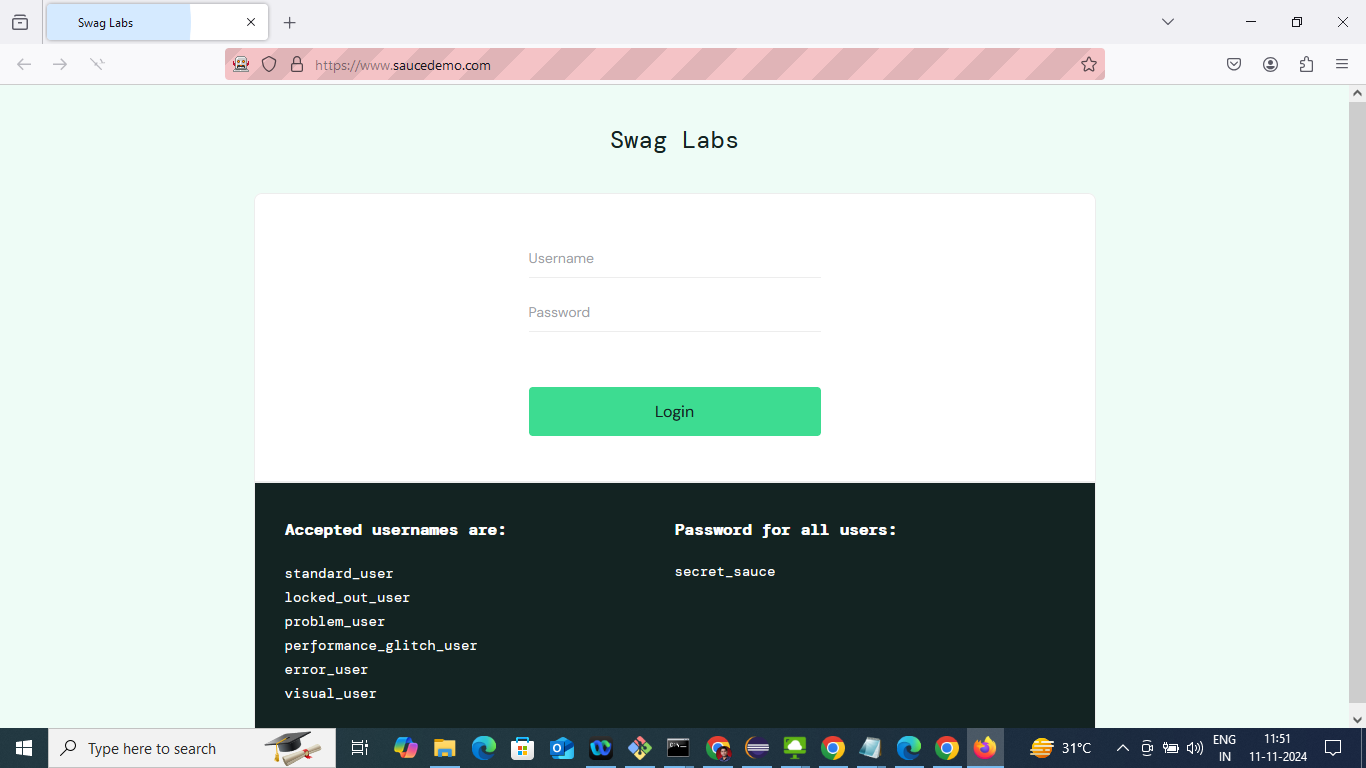 Swag Labs
https://www.saucedemo.com
Swag Labs
Username
Password
Login
Accepted usernames are:
standard_user
locked_out_user
problem_user
performance_glitch_user
error_user
visual_user
Password for all users:
secret_sauce
Type here to search
31°C
ENG
IN
11:51
11-11-2024